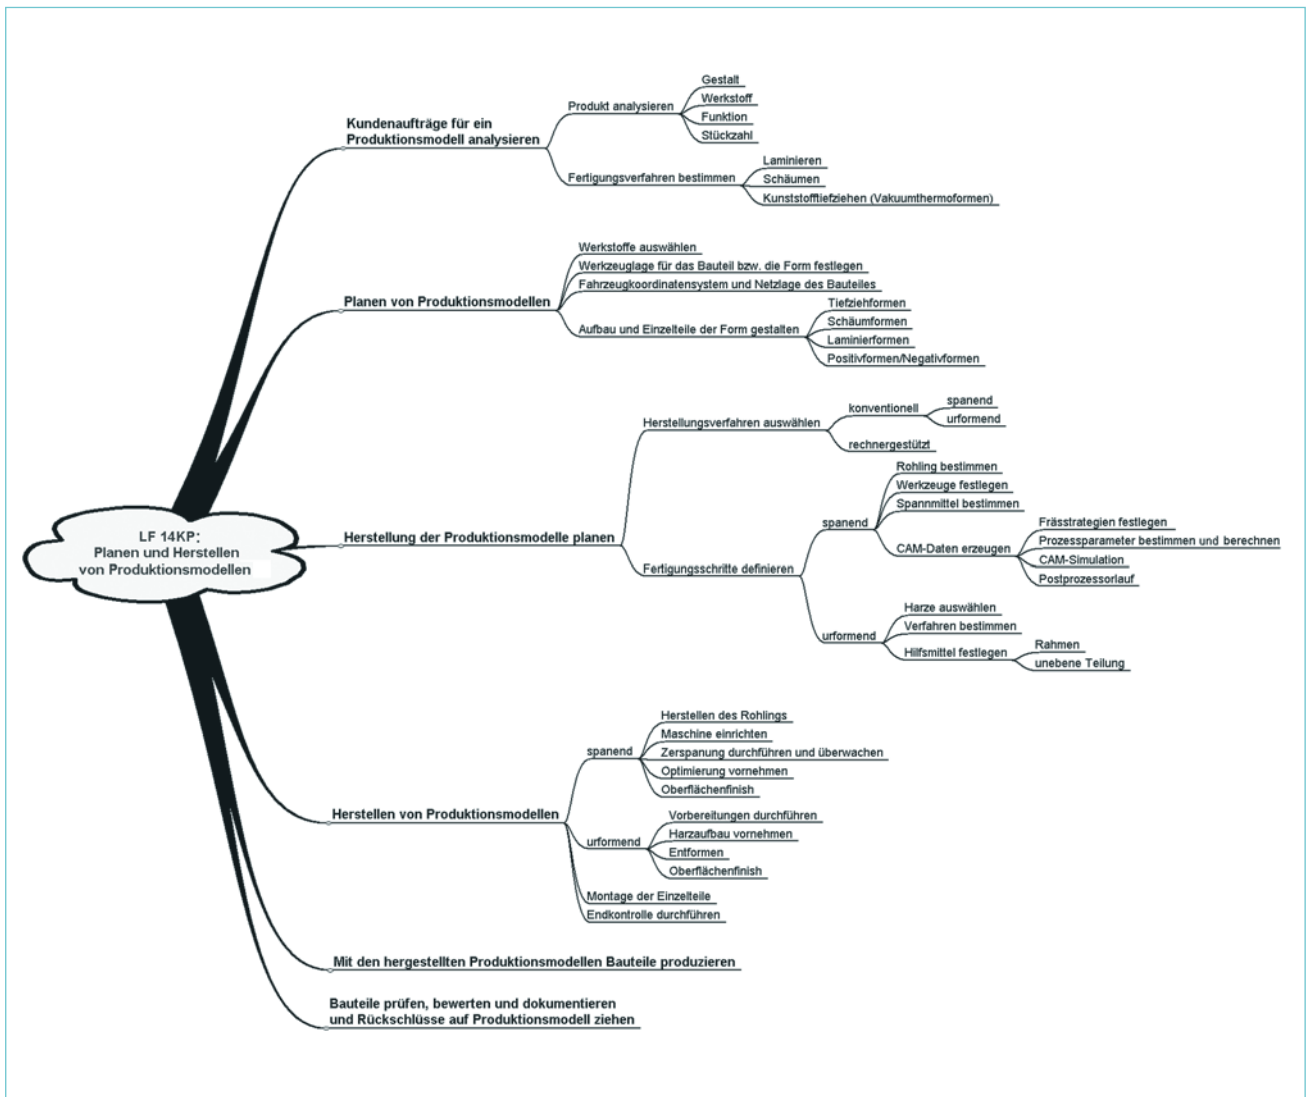 LF 14KP:
Planen und Herstellen
von Produktionsmodellen
Kundenaufträge für ein
Produktionsmodell analysieren
Produkt analysieren
Gestalt
Werkstoff
Funktion
Stückzahl
Fertigungsverfahren bestimmen
Laminieren
Schäumen
Kunststofftiefziehen (Vakuumthermoformen)
Planen von Produktionsmodellen
Werkstoffe auswählen
Werkzeuglage für das Bauteil bzw. die Form festlegen
Fahrzeugkoordinatensystem und Netzlage des Bauteiles
Aufbau und Einzelteile der Form gestalten
Tiefziehformen
Schäumformen
Laminierformen
Positivformen/Negativformen
Herstellung der Produktionsmodelle planen
Herstellungsverfahren auswählen
konventionell
spanend
urformend
rechnergestützt
Fertigungsschritte definieren
spanend
Rohling bestimmen
Werkzeuge festlegen
Spannmittel bestimmen
CAM-Daten erzeugen
Frässtrategien festlegen
Prozessparameter bestimmen und berechnen
CAM-Simulation
Postprozessorlauf
urformend
Harze auswählen
Verfahren bestimmen
Hilfsmittel festlegen
Rahmen
unebene Teilung
Herstellen von Produktionsmodellen
spanend
Herstellen des Rohlings
Maschine einrichten
Zerspanung durchführen und überwachen
Optimierung vornehmen
Oberflächenfinish
urformend
Vorbereitungen durchführen
Harzaufbau vornehmen
Entformen
Oberflächenfinish
Montage der Einzelteile
Endkontrolle durchführen
Mit den hergestellten Produktionsmodellen Bauteile produzieren
Bauteile prüfen, bewerten und dokumentieren
und Rückschlüsse auf Produktionsmodell ziehen